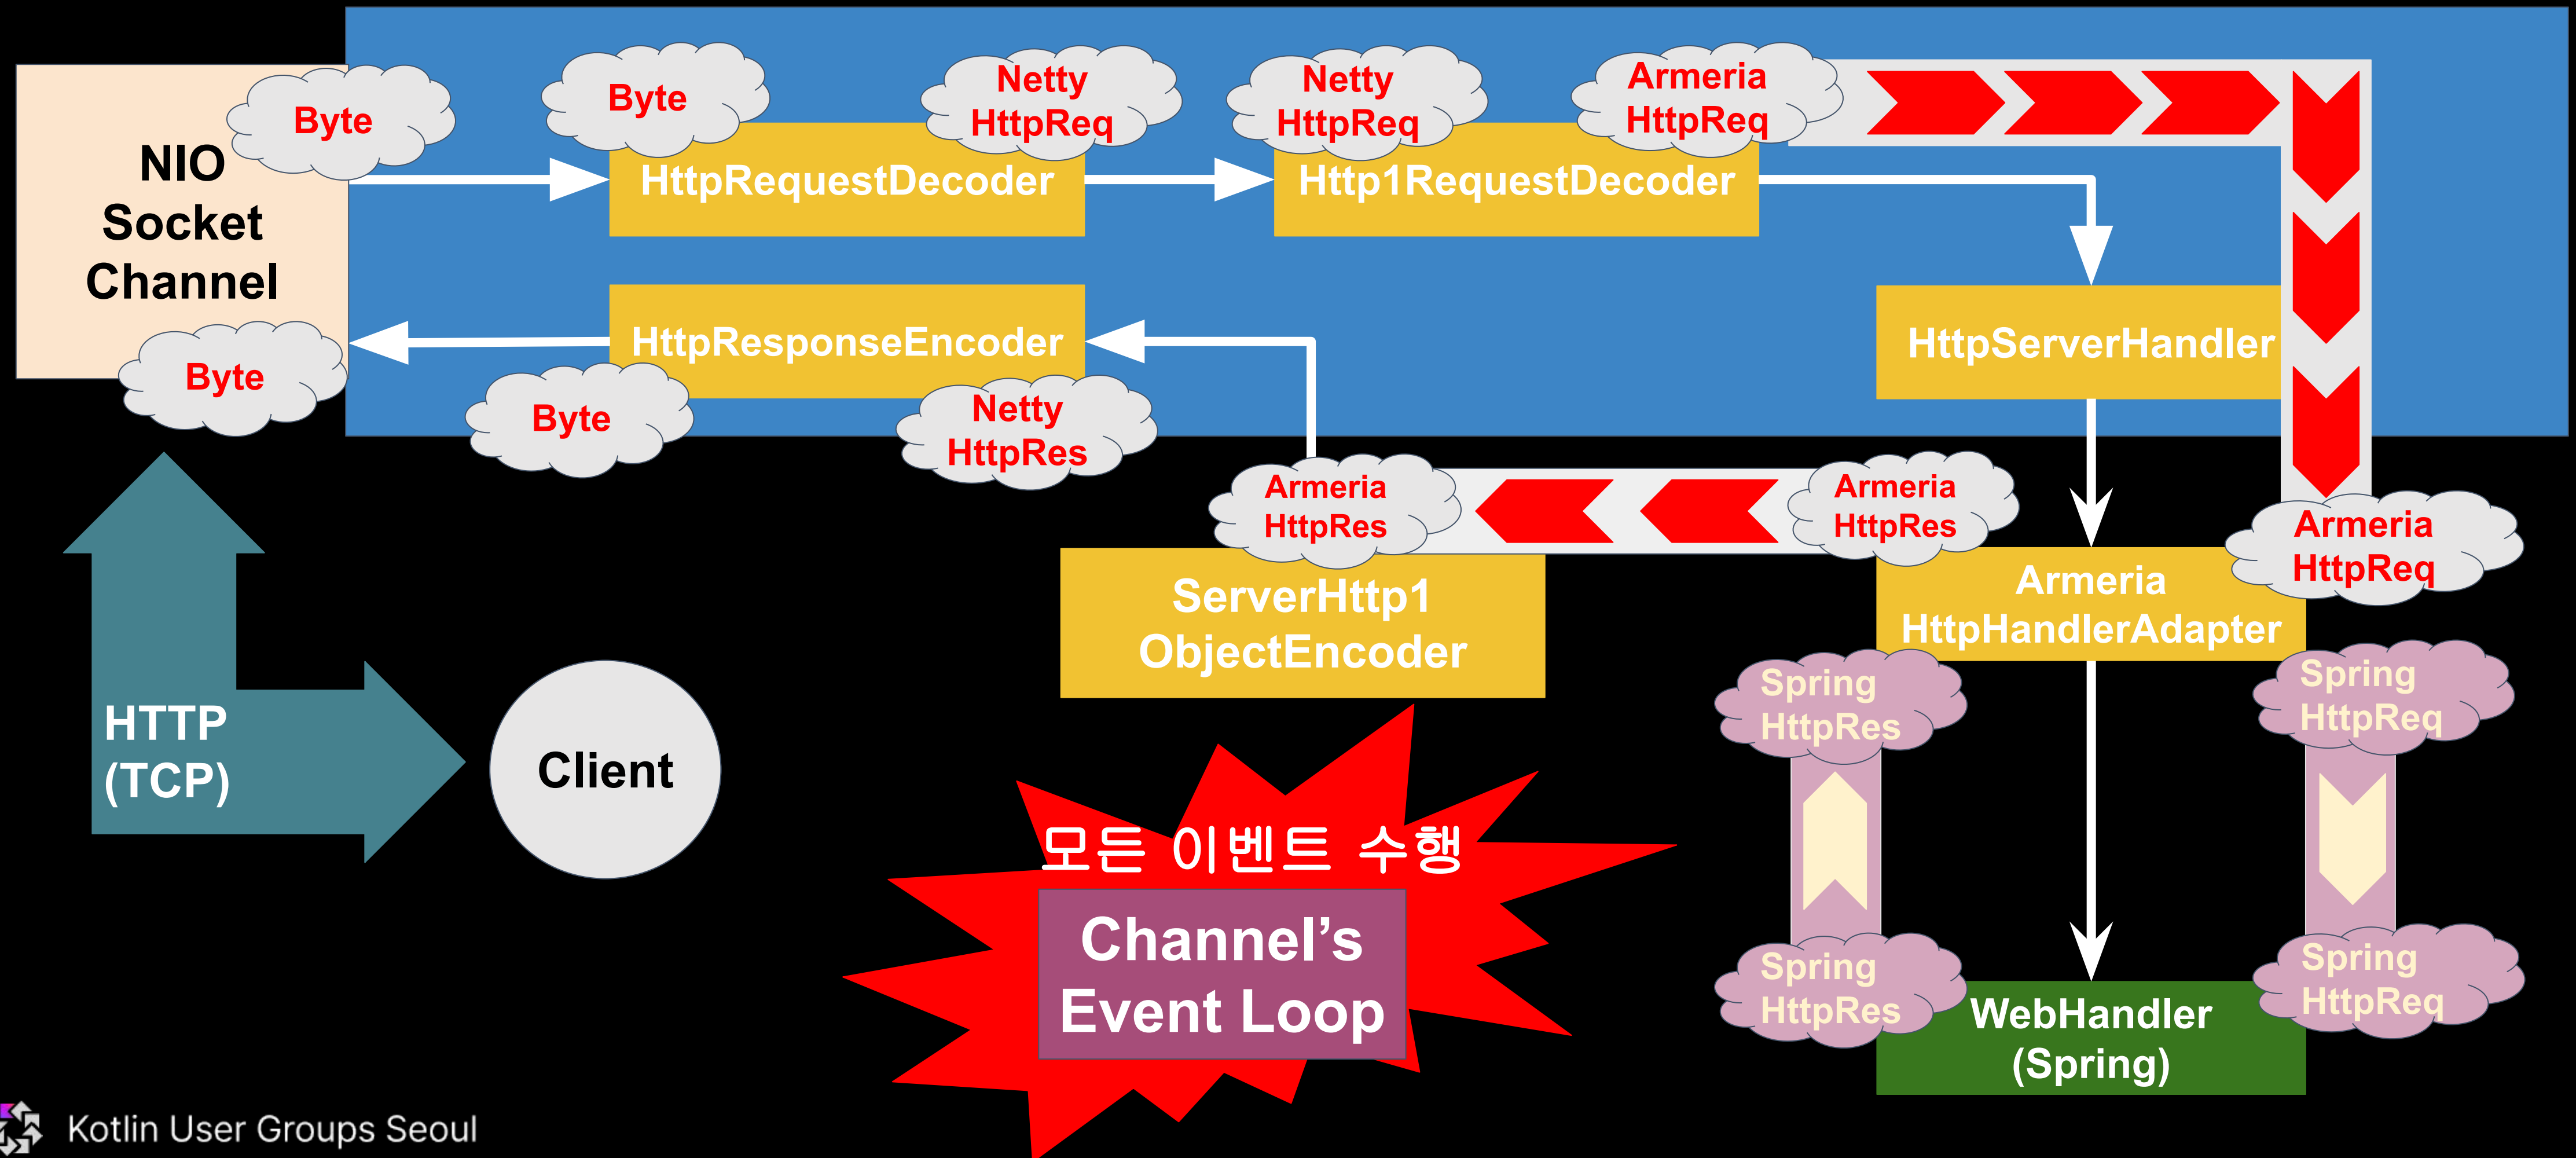 Byte
Byte
Netty
HttpReq
Netty
HttpReq
Armeria
HttpReq
NIO
Socket
Channel
HttpRequestDecoder
Http1RequestDecoder
HttpResponseEncoder
HttpServerHandler
Byte
Byte
Netty
HttpRes
Armeria
HttpRes
Armeria
HttpRes
Armeria
HttpReq
ServerHttp1
ObjectEncoder
Armeria
HttpHandlerAdapter
Spring
HttpRes
Spring
HttpReq
HTTP
(TCP)
Client
모든 이벤트 수행
Channel’s
Event Loop
Spring
HttpRes
Spring
HttpReq
WebHandler
(Spring)
Kotlin User Groups Seoul